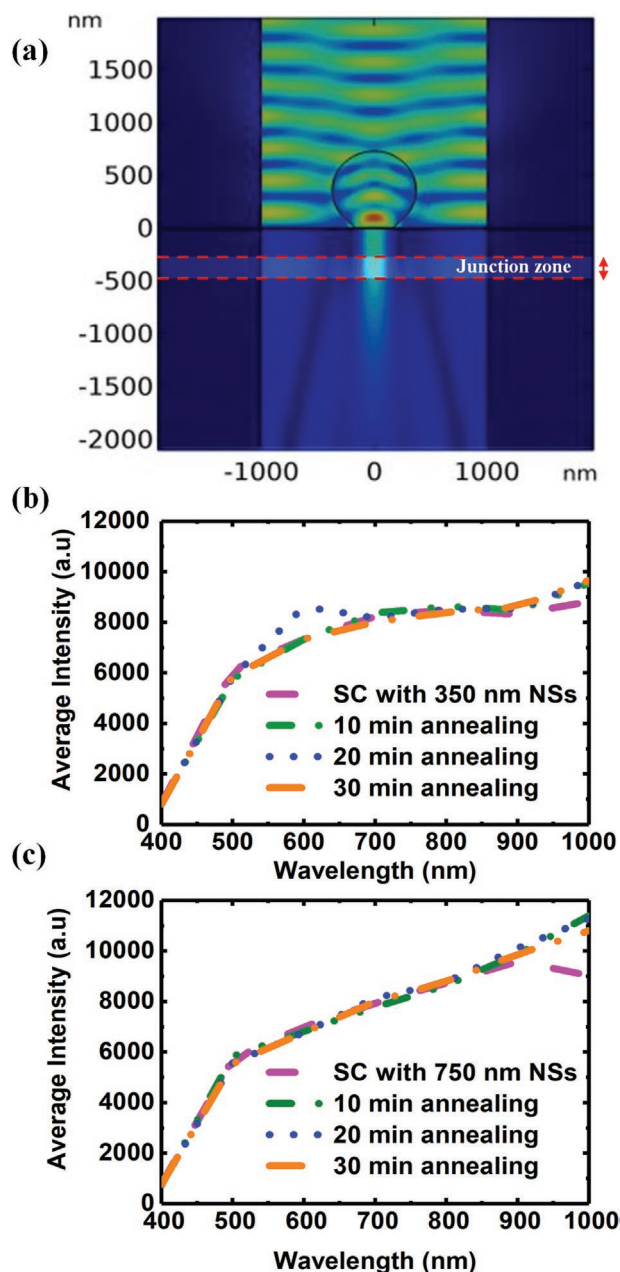 (a)
nm
1500
1000
500
0
-500
-1000
-1500
-2000
Junction zone
-1000 0 1000 nm
(b)
12000
10000
8000
6000
4000
2000
0
Average Intensity (a.u)
SC with 350 nm NSs
10 min annealing
20 min annealing
30 min annealing
400 500 600 700 800 900 1000
Wavelength (nm)
(c)
12000
10000
8000
6000
4000
2000
0
Average Intensity (a.u)
SC with 750 nm NSs
10 min annealing
20 min annealing
30 min annealing
400 500 600 700 800 900 1000
Wavelength (nm)